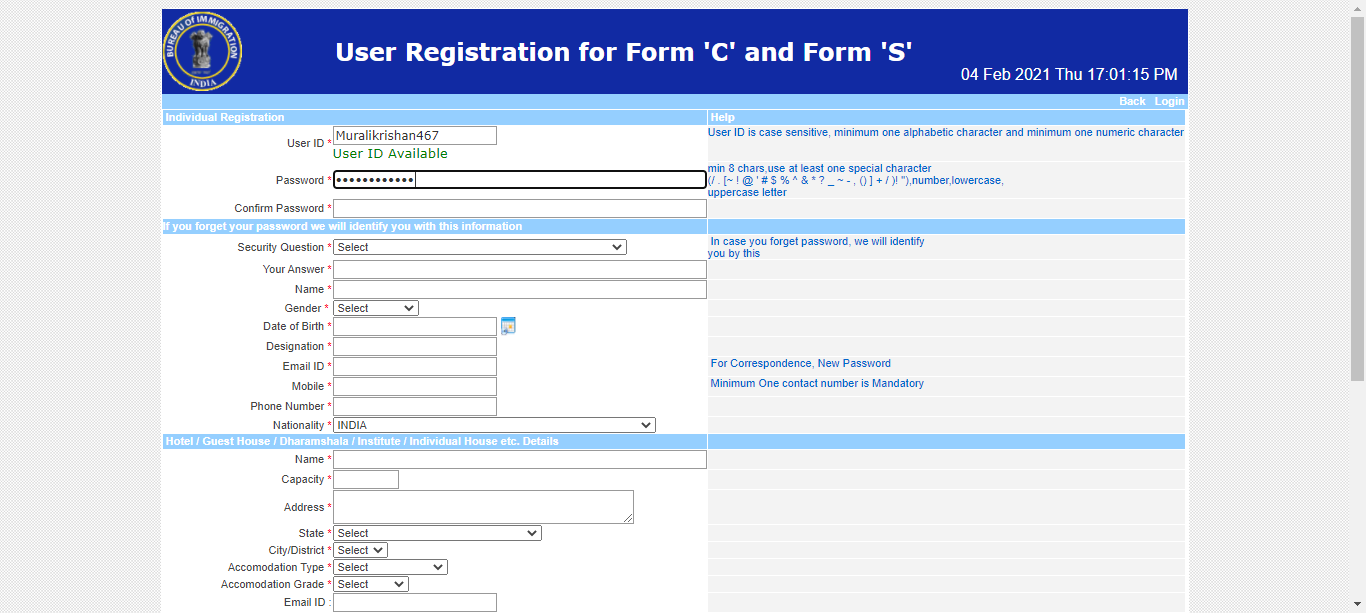 BUREAU OF IMMIGRATION
INDIA
User Registration for Form 'C' and Form 'S'
04 Feb 2021 Thu 17:01:15 PM
Back Login
Individual Registration Help
User ID * Muralikrishan467 User ID is case sensitive, minimum one alphabetic character and minimum one numeric character
User ID Available
Password * •••••••••••• min 8 chars,use at least one special character
(/ . [~ ! @ ' # $ % ^ & * ? _ ~ - , () ] + / )! "),number,lowercase,
uppercase letter
Confirm Password *
If you forget your password we will identify you with this information
Security Question * Select In case you forget password, we will identify
you by this
Your Answer *
Name *
Gender * Select
Date of Birth *
Designation *
Email ID * For Correspondence, New Password
Mobile * Minimum One contact number is Mandatory
Phone Number *
Nationality * INDIA
Hotel / Guest House / Dharamshala / Institute / Individual House etc. Details
Name *
Capacity *
Address *
State * Select
City/District * Select
Accomodation Type * Select
Accomodation Grade * Select
Email ID :